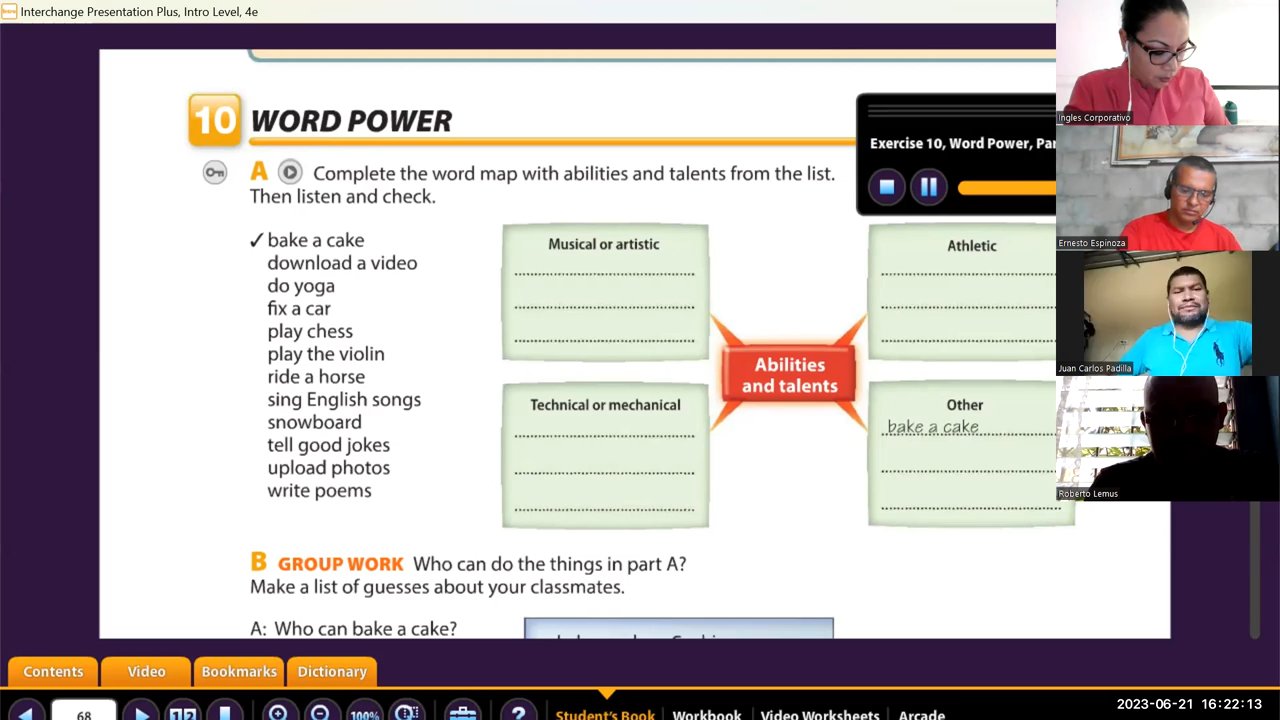 Interchange Presentation Plus, Intro Level, 4e
10 WORD POWER
Exercise 10, Word Power, Par
A Complete the word map with abilities and talents from the list.
Then listen and check.
✓ bake a cake
download a video
do yoga
fix a car
play chess
play the violin
ride a horse
sing English songs
snowboard
tell good jokes
upload photos
write poems
Musical or artistic
Athletic
Abilities
and talents
Technical or mechanical
Other
bake a cake
B GROUP WORK Who can do the things in part A?
Make a list of guesses about your classmates.
A: Who can bake a cake?
Ingles Corporativo
Ernesto Espinoza
Juan Carlos Padilla
Roberto Lemus
Contents Video Bookmarks Dictionary
68 1 2 100% ? Student's Book Workbook Video Worksheets Arcade
2023-06-21 16:22:13